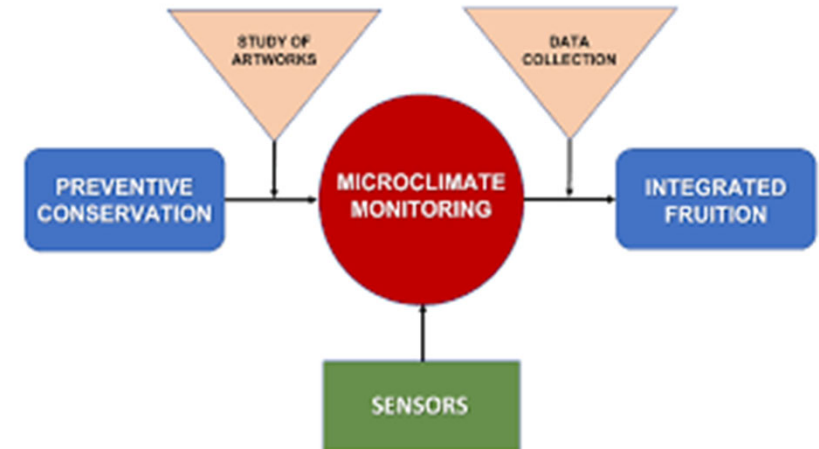 STUDY OF
ARTWORKS
DATA
COLLECTION
PREVENTIVE
CONSERVATION
MICROCLIMATE
MONITORING
INTEGRATED
FRUITION
SENSORS